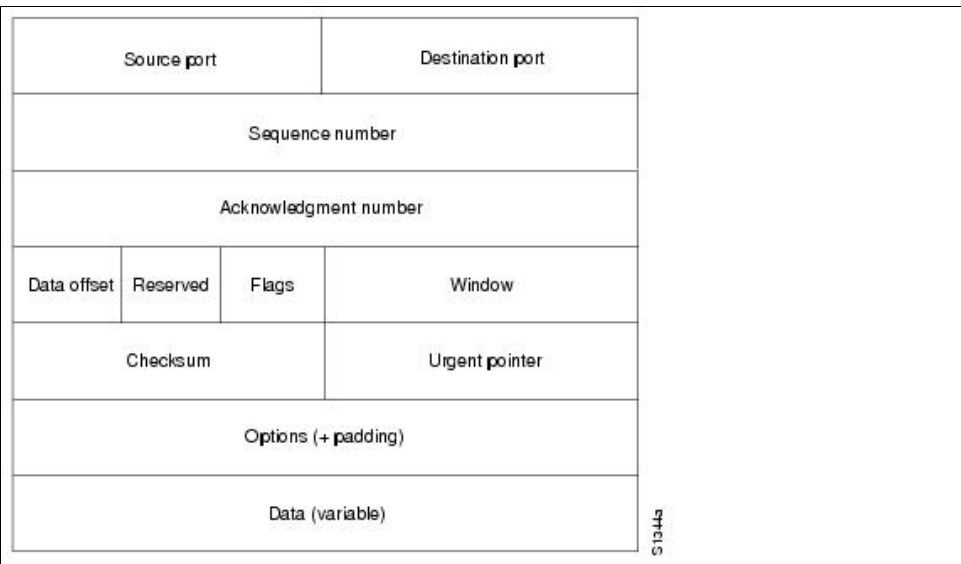 Source port
Destination port
Sequence number
Acknowledgment number
Data offset
Reserved
Flags
Window
Checksum
Urgent pointer
Options (+ padding)
Data (variable)
S1344a